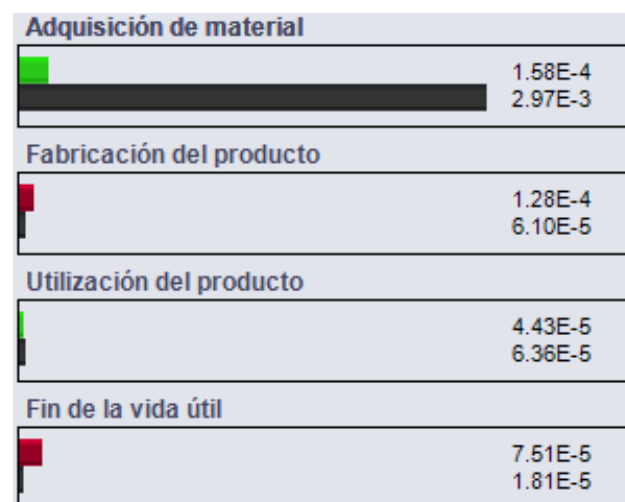 Adquisición de material
1.58E-4
2.97E-3
Fabricación del producto
1.28E-4
6.10E-5
Utilización del producto
4.43E-5
6.36E-5
Fin de la vida útil
7.51E-5
1.81E-5